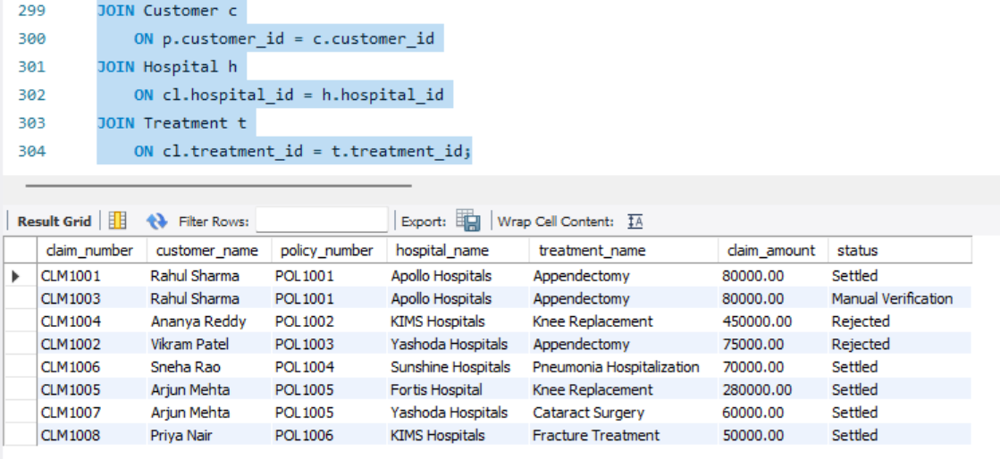 299 JOIN Customer c
300 ON p.customer_id = c.customer_id
301 JOIN Hospital h
302 ON cl.hospital_id = h.hospital_id
303 JOIN Treatment t
304 ON cl.treatment_id = t.treatment_id;
Result Grid Filter Rows: Export: Wrap Cell Content: IA
claim_number customer_name policy_number hospital_name treatment_name claim_amount status
CLM1001 Rahul Sharma POL1001 Apollo Hospitals Appendectomy 80000.00 Settled
CLM1003 Rahul Sharma POL1001 Apollo Hospitals Appendectomy 80000.00 Manual Verification
CLM1004 Ananya Reddy POL1002 KIMS Hospitals Knee Replacement 450000.00 Rejected
CLM1002 Vikram Patel POL1003 Yashoda Hospitals Appendectomy 75000.00 Rejected
CLM1006 Sneha Rao POL1004 Sunshine Hospitals Pneumonia Hospitalization 70000.00 Settled
CLM1005 Arjun Mehta POL1005 Fortis Hospital Knee Replacement 280000.00 Settled
CLM1007 Arjun Mehta POL1005 Yashoda Hospitals Cataract Surgery 60000.00 Settled
CLM1008 Priya Nair POL1006 KIMS Hospitals Fracture Treatment 50000.00 Settled